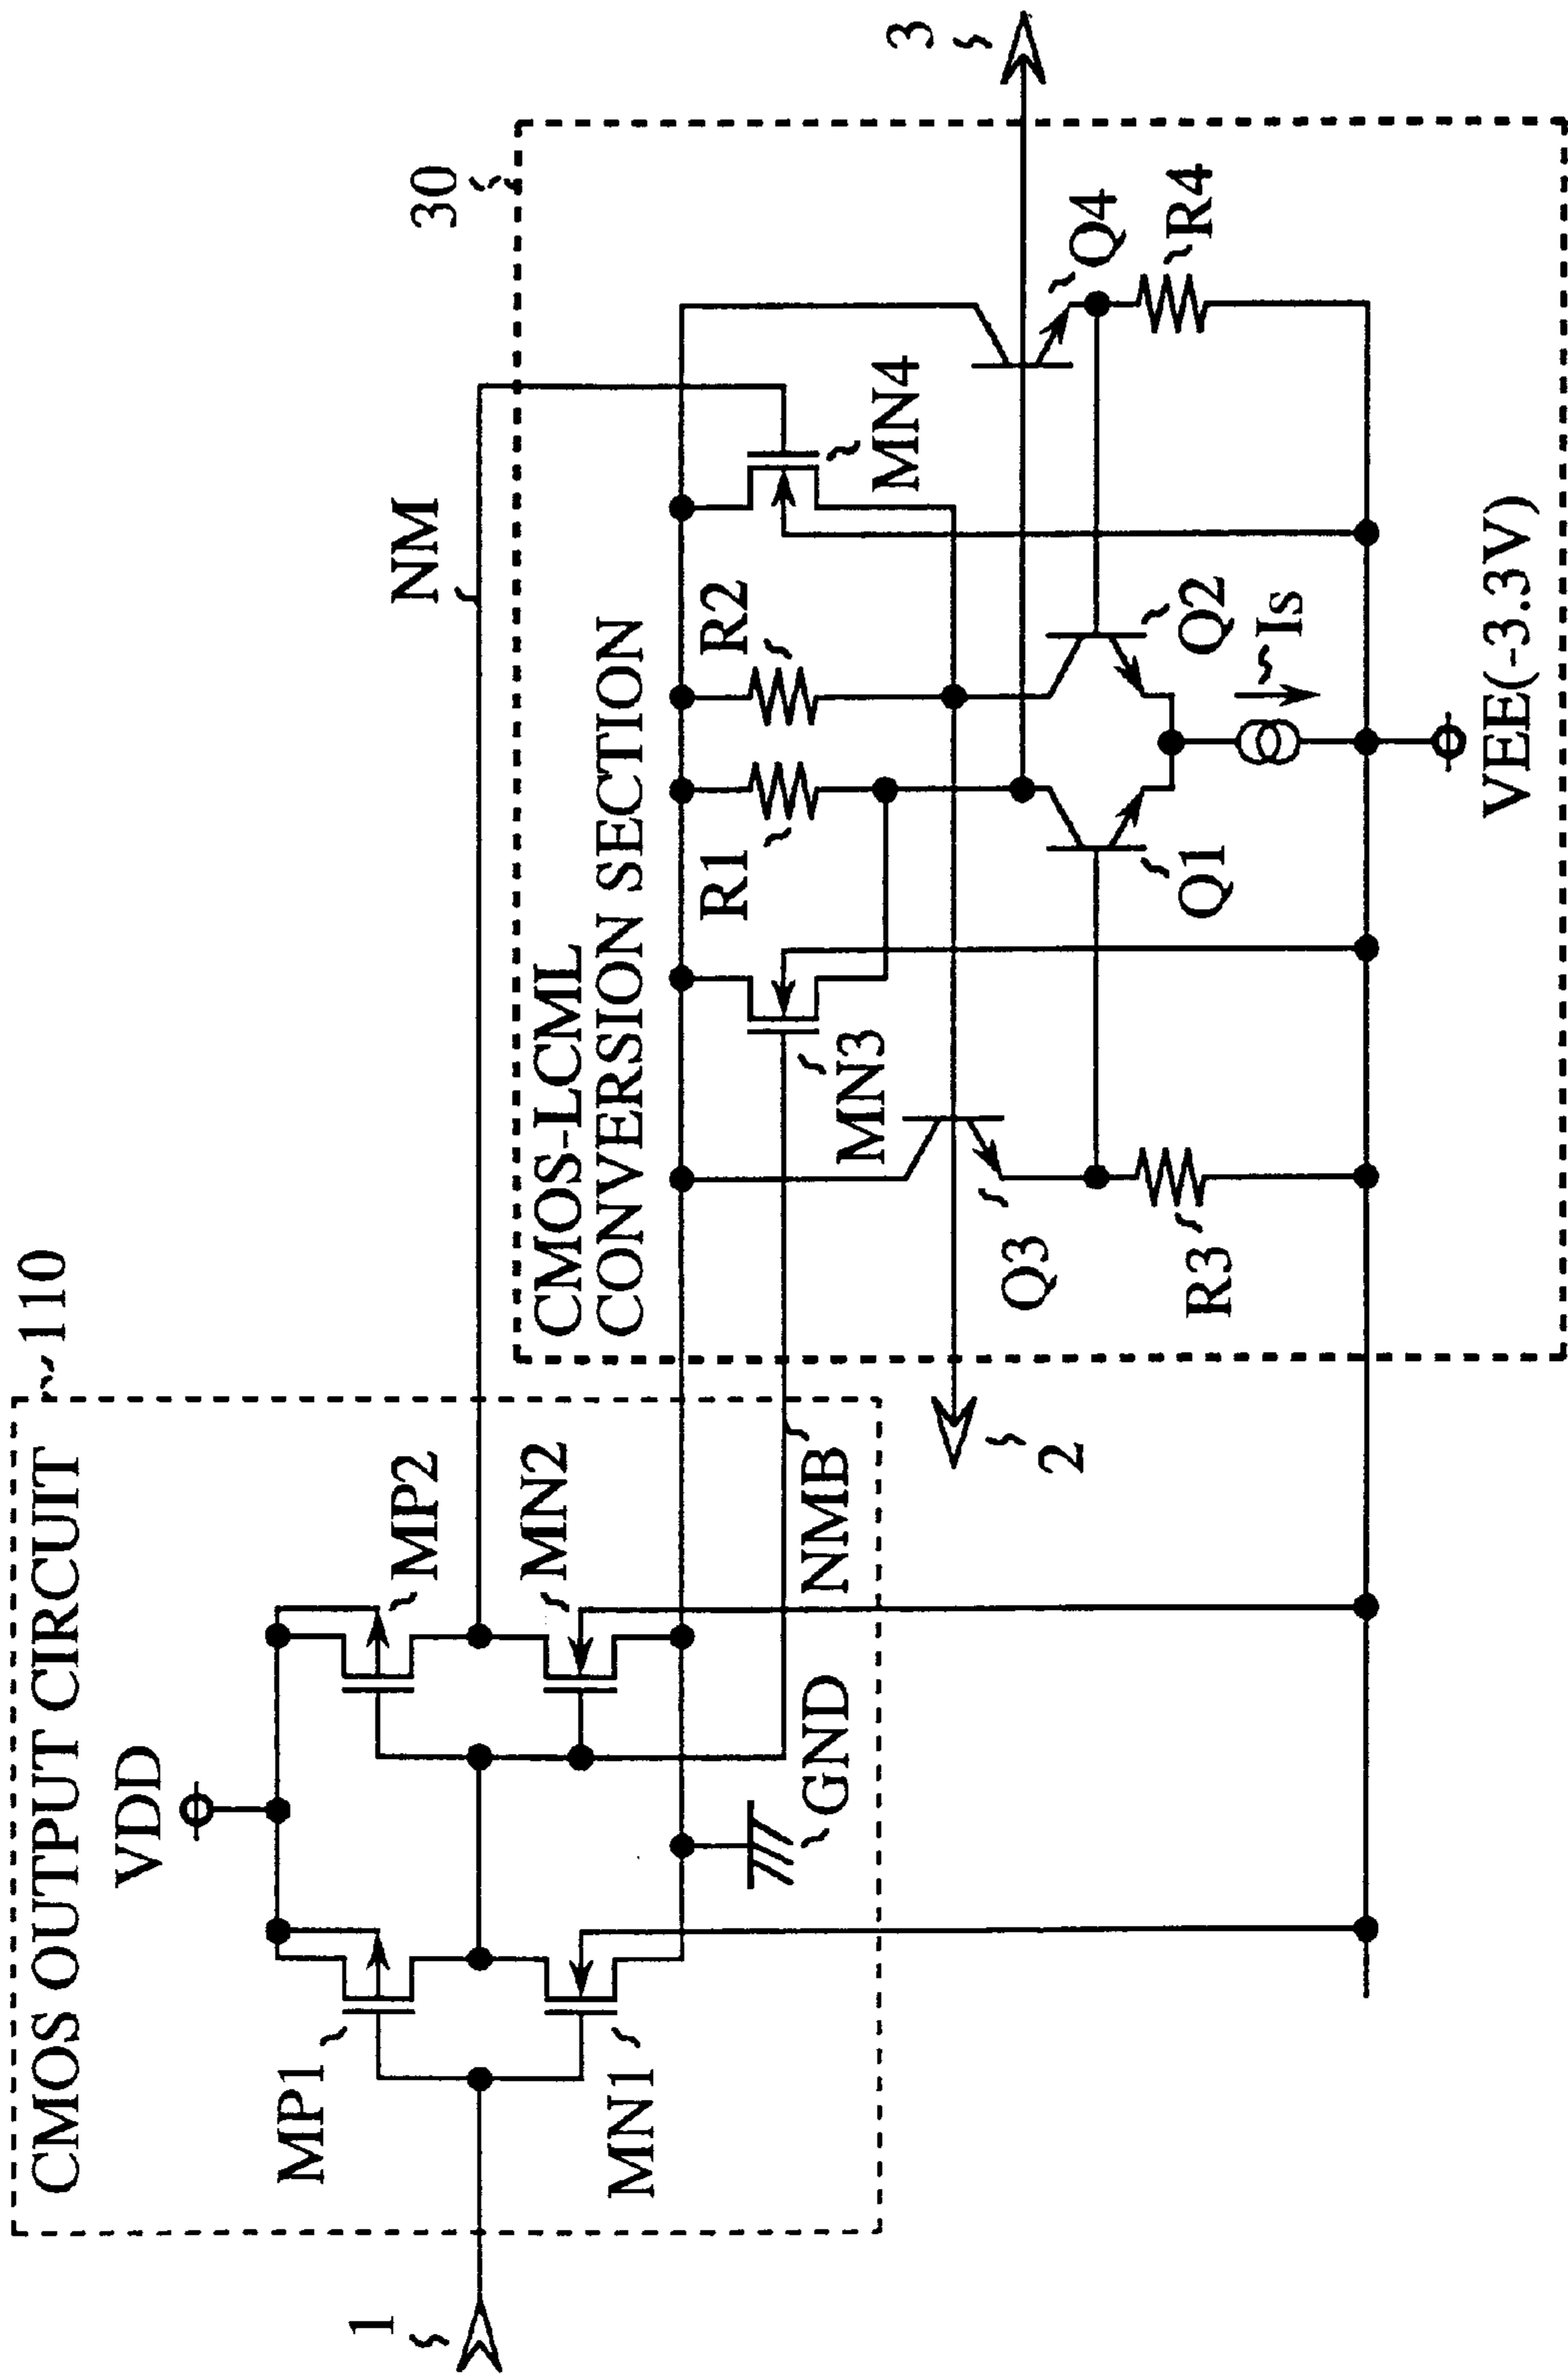 CMOS OUTPUT CIRCUIT
110
VDD
MP1
MP2
1
MN1
MN2
GND
NMB
NM
30
CMOS-LCML
CONVERSION SECTION
R1
R2
MN3
MN4
3
2
Q3
Q4
Q1
Q2
R3
R4
Is
VEE(-3.3V)